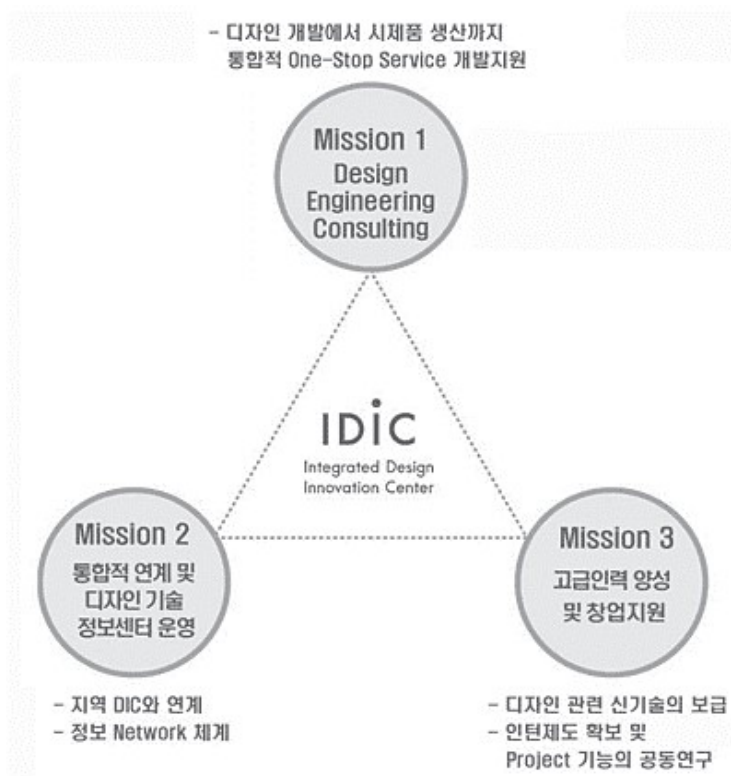 - 디자인 개발에서 시제품 생산까지
통합적 One-Stop Service 개발지원
Mission 1
Design
Engineering
Consulting
IDiC
Integrated Design
Innovation Center
Mission 2
통합적 연계 및
디자인 기술
정보센터 운영
- 지역 DIC와 연계
- 정보 Network 체계
Mission 3
고급인력 양성
및 창업지원
- 디자인 관련 신기술의 보급
- 인턴제도 확보 및
Project 기능의 공동연구